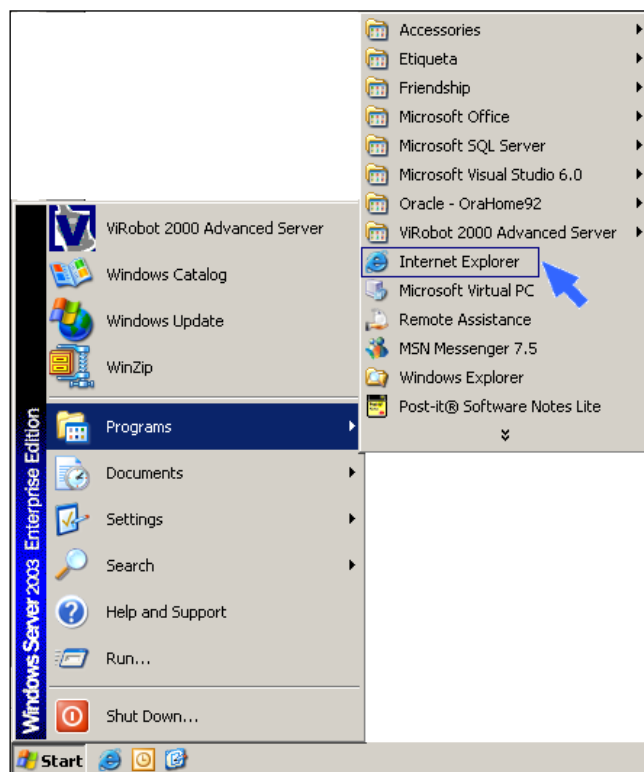 Accessories
Etiqueta
Friendship
Microsoft Office
Microsoft SQL Server
Microsoft Visual Studio 6.0
Oracle - OraHome92
ViRobot 2000 Advanced Server
Internet Explorer
Microsoft Virtual PC
Remote Assistance
MSN Messenger 7.5
Windows Explorer
Post-it® Software Notes Lite
ViRobot 2000 Advanced Server
Windows Catalog
Windows Update
WinZip
Programs
Documents
Settings
Search
Help and Support
Run...
Shut Down...
Windows Server 2003 Enterprise Edition
Start